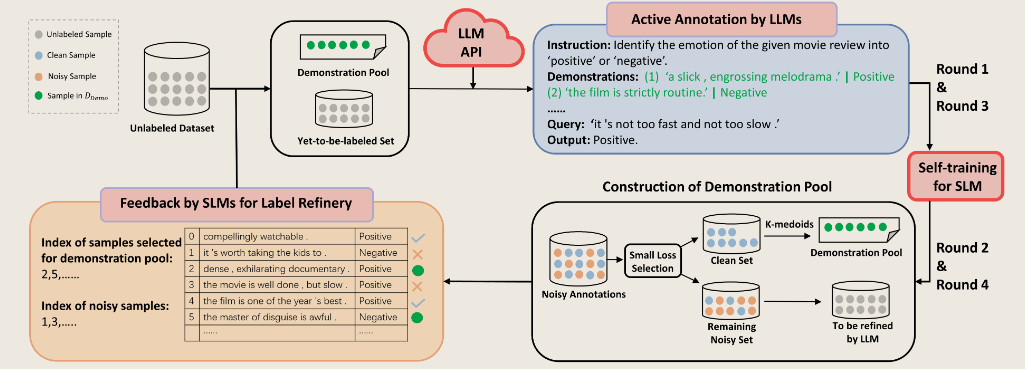 Unlabeled Sample
Clean Sample
Noisy Sample
Sample in D_Demo
Unlabeled Dataset
Demonstration Pool
Yet-to-be-labeled Set
LLM
API
Active Annotation by LLMs
Instruction: Identify the emotion of the given movie review into
‘positive’ or ‘negative’.
Demonstrations: (1) ‘a slick , engrossing melodrama .’ | Positive
(2) ‘the film is strictly routine.’ | Negative
......
Query: ‘it 's not too fast and not too slow .’
Output: Positive.
Round 1
&
Round 3
Self-training
for SLM
Round 2
&
Round 4
Construction of Demonstration Pool
Noisy Annotations
Small Loss
Selection
Clean Set
K-medoids
Demonstration Pool
Remaining
Noisy Set
To be refined
by LLM
Feedback by SLMs for Label Refinery
Index of samples selected
for demonstration pool:
2,5,......
Index of noisy samples:
1,3,.....
0 compellingly watchable . Positive
1 it 's worth taking the kids to . Negative
2 dense , exhilarating documentary . Positive
3 the movie is well done , but slow . Positive
4 the film is one of the year 's best . Positive
5 the master of disguise is awful . Negative
...... ......